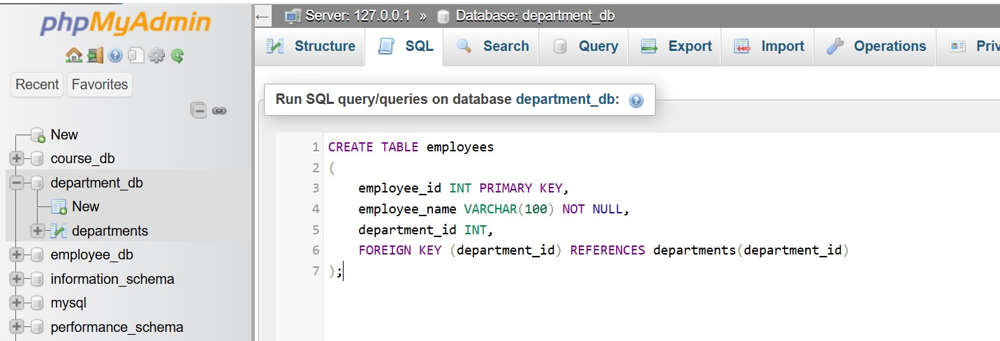 phpMyAdmin
Recent Favorites
New
course_db
department_db
New
departments
employee_db
information_schema
mysql
performance_schema
Server: 127.0.0.1 » Database: department_db
Structure SQL Search Query Export Import Operations Priv
Run SQL query/queries on database department_db:
1 CREATE TABLE employees
2 (
3 employee_id INT PRIMARY KEY,
4 employee_name VARCHAR(100) NOT NULL,
5 department_id INT,
6 FOREIGN KEY (department_id) REFERENCES departments(department_id)
7 );